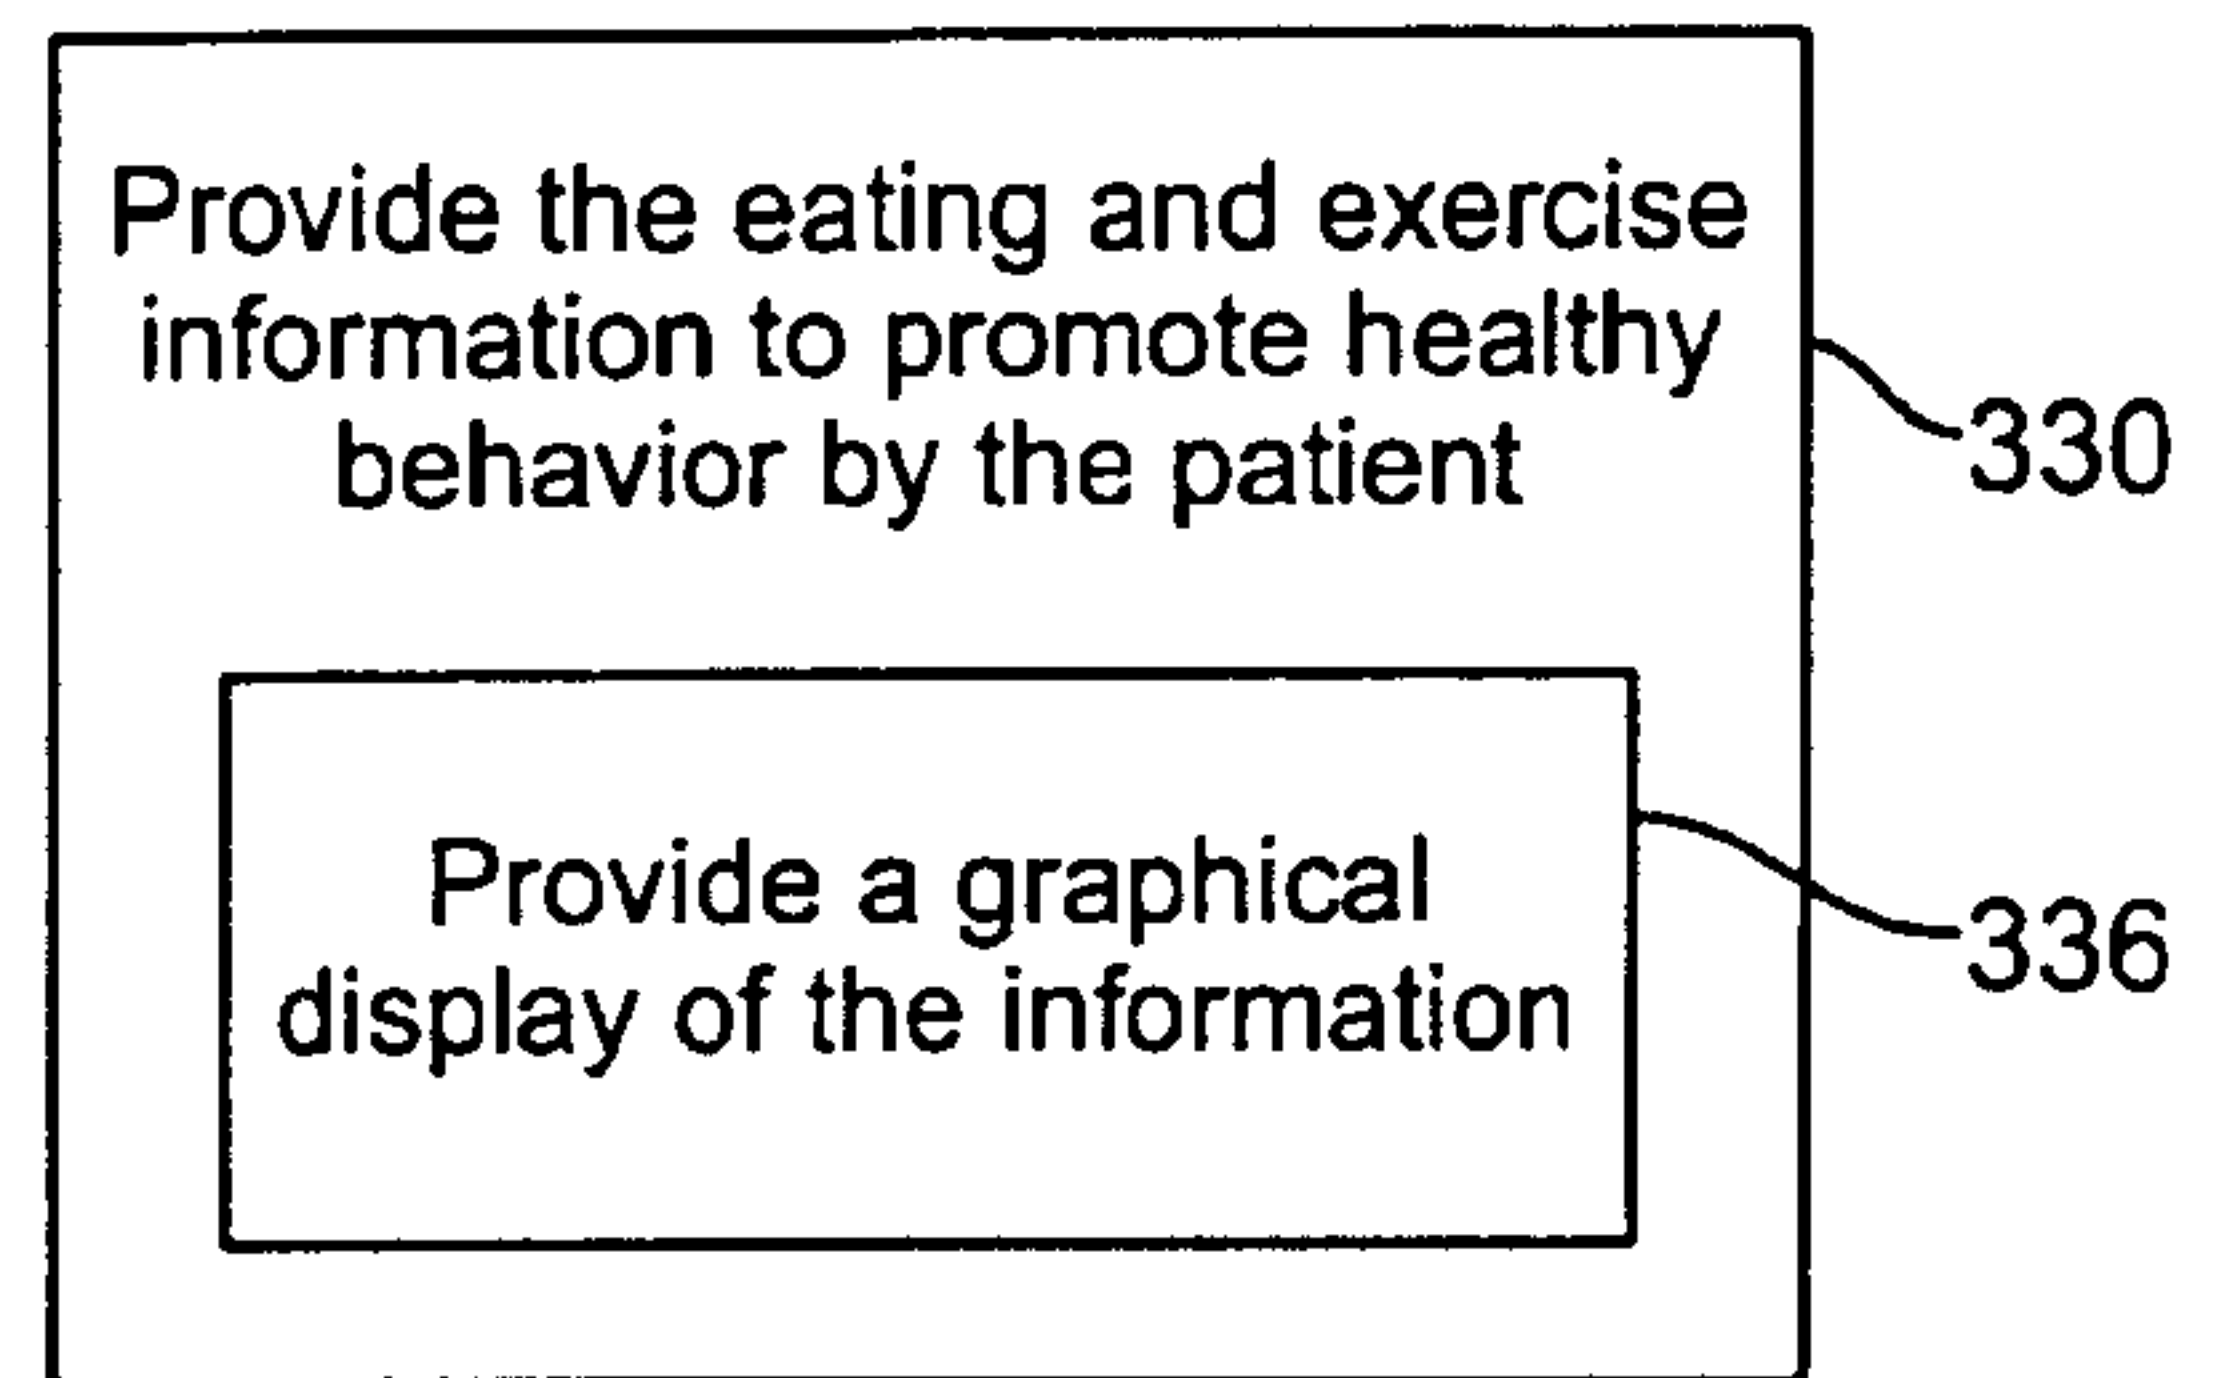 Provide the eating and exercise
information to promote healthy
behavior by the patient
330
Provide a graphical
display of the information
336